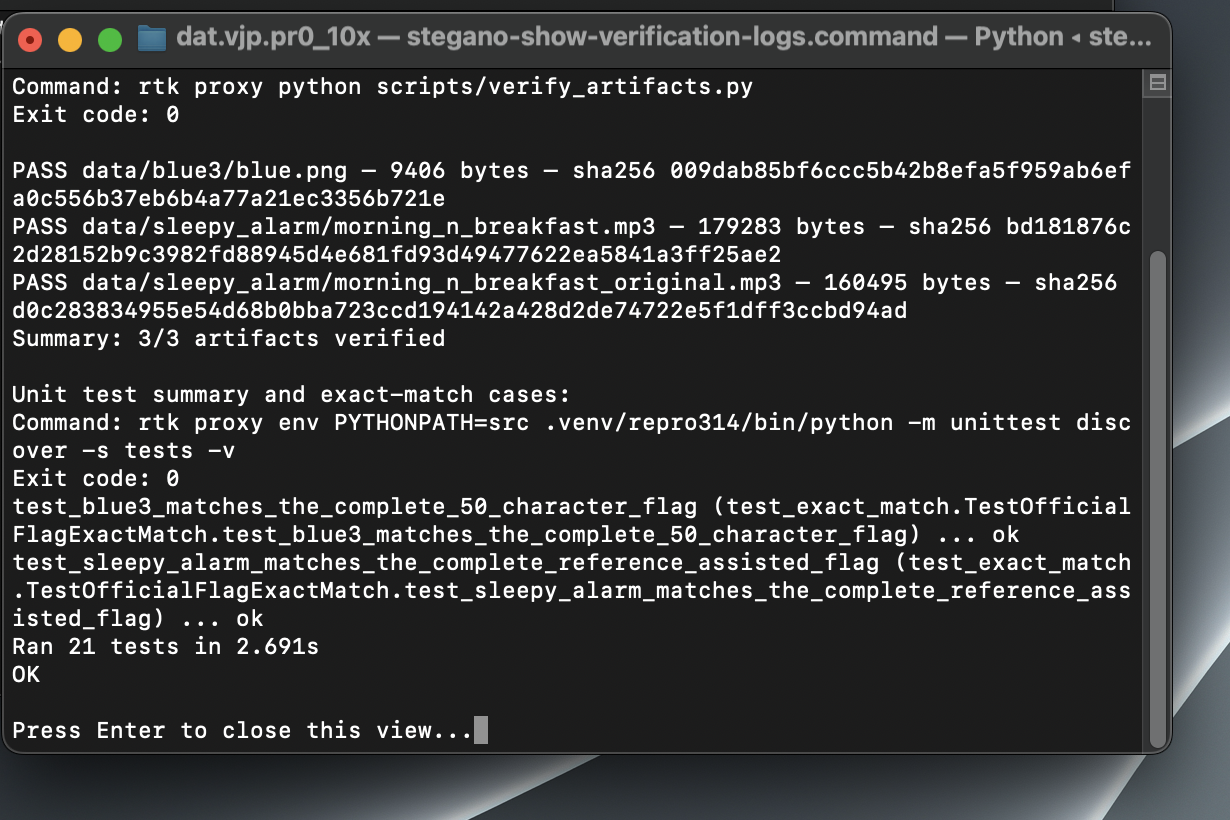 dat.vjp.pr0_10x — stegano-show-verification-logs.command — Python ◂ ste...
Command: rtk proxy python scripts/verify_artifacts.py
Exit code: 0
PASS data/blue3/blue.png — 9406 bytes — sha256 009dab85bf6ccc5b42b8efa5f959ab6ef
a0c556b37eb6b4a77a21ec3356b721e
PASS data/sleepy_alarm/morning_n_breakfast.mp3 — 179283 bytes — sha256 bd181876c
2d28152b9c3982fd88945d4e681fd93d49477622ea5841a3ff25ae2
PASS data/sleepy_alarm/morning_n_breakfast_original.mp3 — 160495 bytes — sha256
d0c283834955e54d68b0bba723ccd194142a428d2de74722e5f1dff3ccbd94ad
Summary: 3/3 artifacts verified
Unit test summary and exact-match cases:
Command: rtk proxy env PYTHONPATH=src .venv/repro314/bin/python -m unittest disc
over -s tests -v
Exit code: 0
test_blue3_matches_the_complete_50_character_flag (test_exact_match.TestOfficial
FlagExactMatch.test_blue3_matches_the_complete_50_character_flag) ... ok
test_sleepy_alarm_matches_the_complete_reference_assisted_flag (test_exact_match
.TestOfficialFlagExactMatch.test_sleepy_alarm_matches_the_complete_reference_ass
isted_flag) ... ok
Ran 21 tests in 2.691s
OK
Press Enter to close this view...